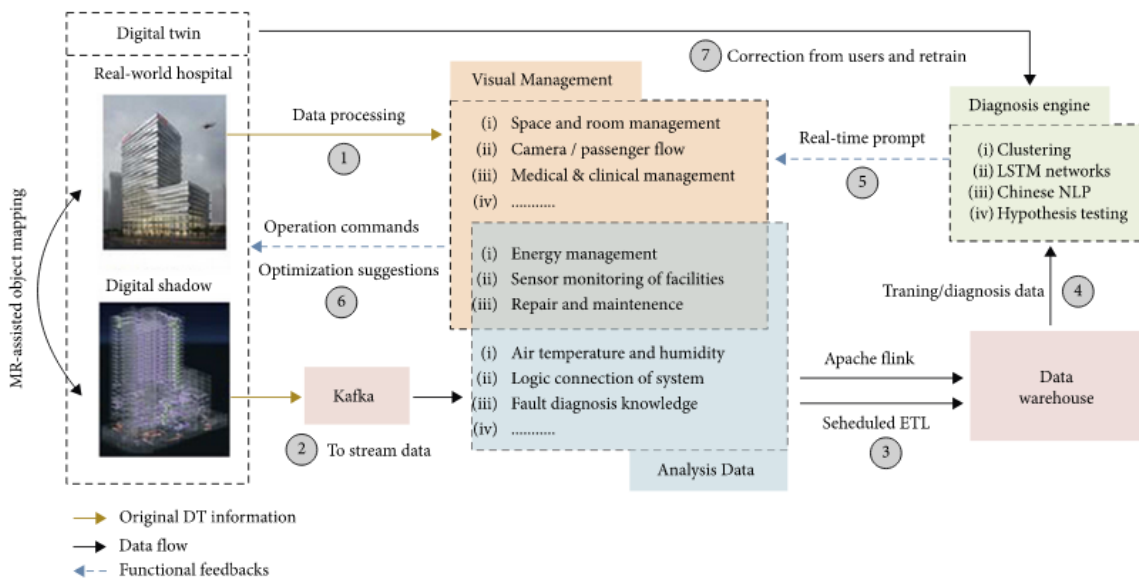 Digital twin
Real-world hospital
MR-assisted object mapping
Digital shadow
Data processing
1
Operation commands
Optimization suggestions
6
Kafka
2
To stream data
Visual Management
(i) Space and room management
(ii) Camera / passenger flow
(iii) Medical & clinical management
(iv) ...........
(i) Energy management
(ii) Sensor monitoring of facilities
(iii) Repair and maintenence
(i) Air temperature and humidity
(ii) Logic connection of system
(iii) Fault diagnosis knowledge
(iv) ...........
Analysis Data
7
Correction from users and retrain
Real-time prompt
5
Diagnosis engine
(i) Clustering
(ii) LSTM networks
(iii) Chinese NLP
(iv) Hypothesis testing
Traning/diagnosis data
4
Apache flink
Seheduled ETL
3
Data
warehouse
Original DT information
Data flow
Functional feedbacks